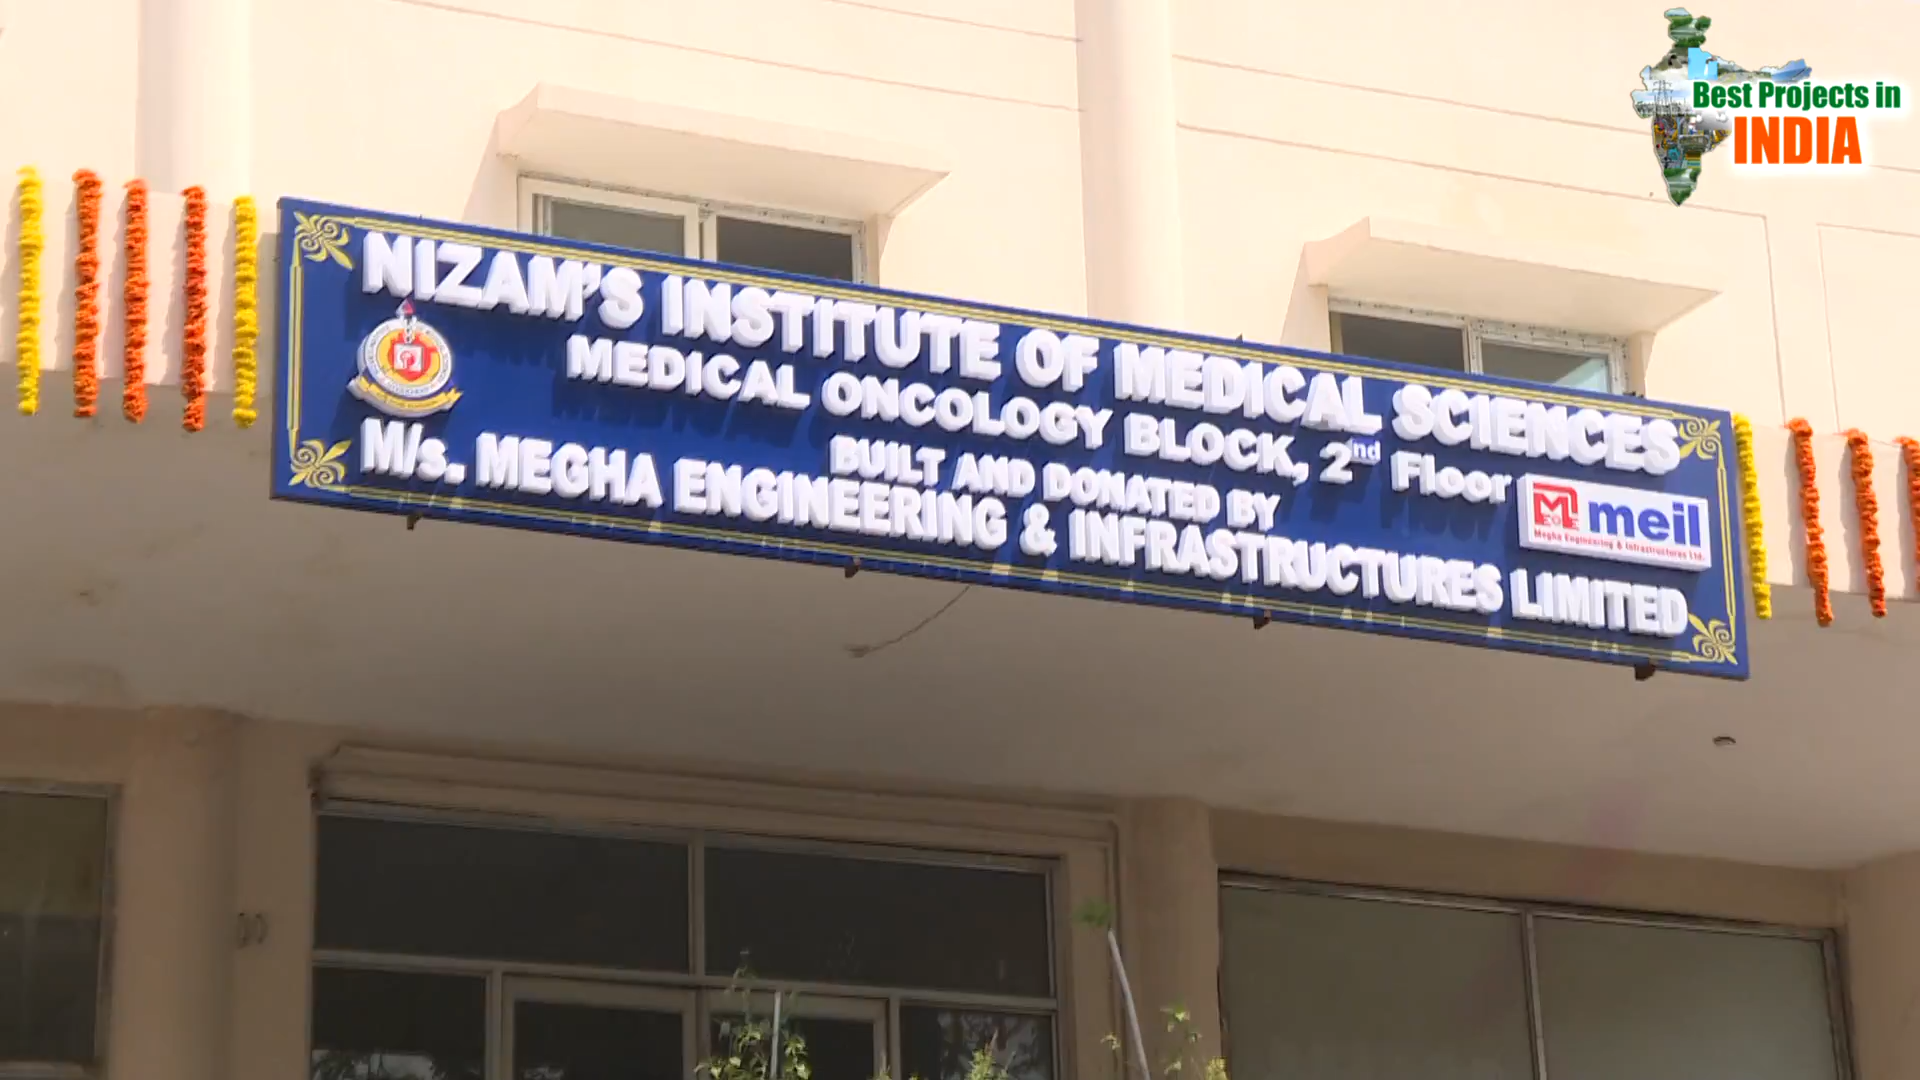 Best Projects in
INDIA
NIZAM'S INSTITUTE OF MEDICAL SCIENCES
MEDICAL ONCOLOGY BLOCK, 2nd Floor
BUILT AND DONATED BY
M/s. MEGHA ENGINEERING & INFRASTRUCTURES LIMITED
meil
Megha Engineering & Infrastructures Ltd.